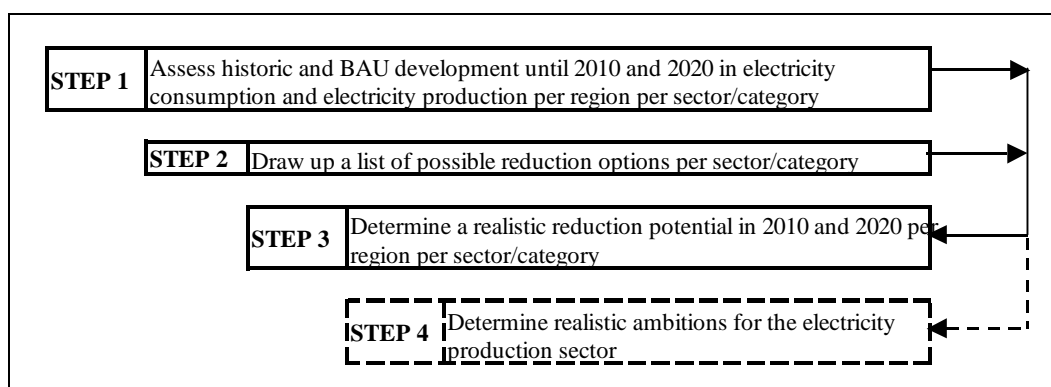 STEP 1
Assess historic and BAU development until 2010 and 2020 in electricity
consumption and electricity production per region per sector/category
STEP 2
Draw up a list of possible reduction options per sector/category
STEP 3
Determine a realistic reduction potential in 2010 and 2020 per
region per sector/category
STEP 4
Determine realistic ambitions for the electricity
production sector